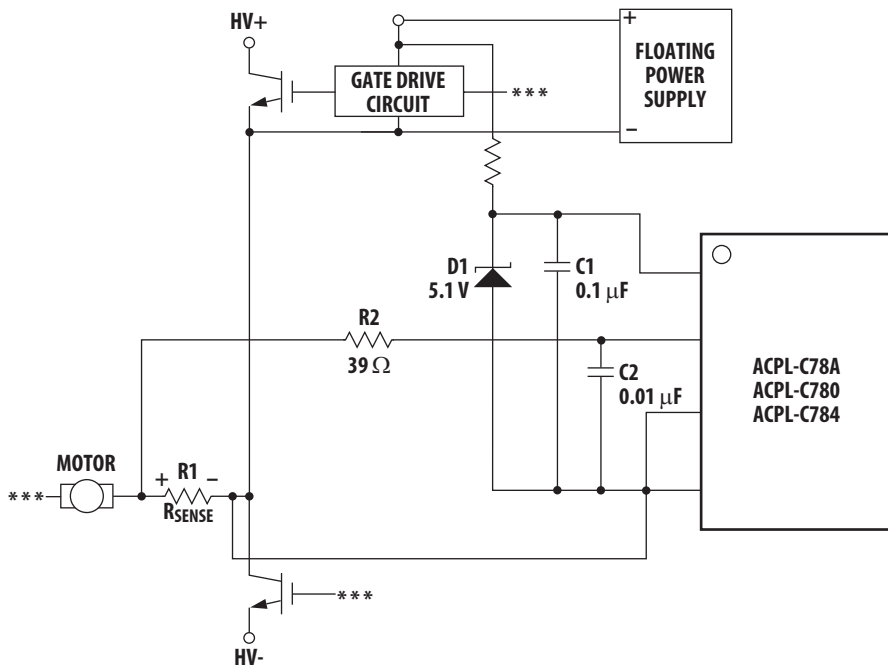 HV+
+
FLOATING
POWER
SUPPLY
−
GATE DRIVE
CIRCUIT
***
D1
5.1 V
C1
0.1 μF
R2
39 Ω
C2
0.01 μF
ACPL-C78A
ACPL-C780
ACPL-C784
MOTOR
***
+ R1 −
RSENSE
***
HV-